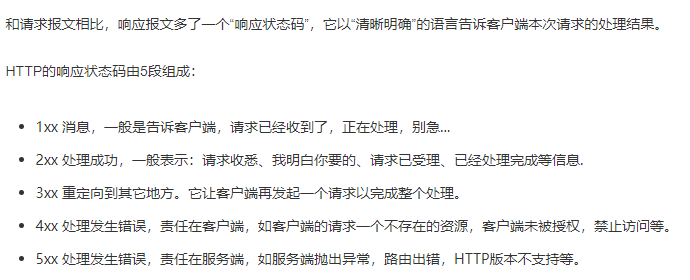 和请求报文相比，响应报文多了一个“响应状态码”，它以“清晰明确”的语言告诉客户端本次请求的处理结果。
HTTP的响应状态码由5段组成：
• 1xx 消息，一般是告诉客户端，请求已经收到了，正在处理，别急...
• 2xx 处理成功，一般表示：请求收悉、我明白你要的、请求已受理、已经处理完成等信息.
• 3xx 重定向到其它地方。它让客户端再发起一个请求以完成整个处理。
• 4xx 处理发生错误，责任在客户端，如客户端的请求一个不存在的资源，客户端未被授权，禁止访问等。
• 5xx 处理发生错误，责任在服务端，如服务端抛出异常，路由出错，HTTP版本不支持等。